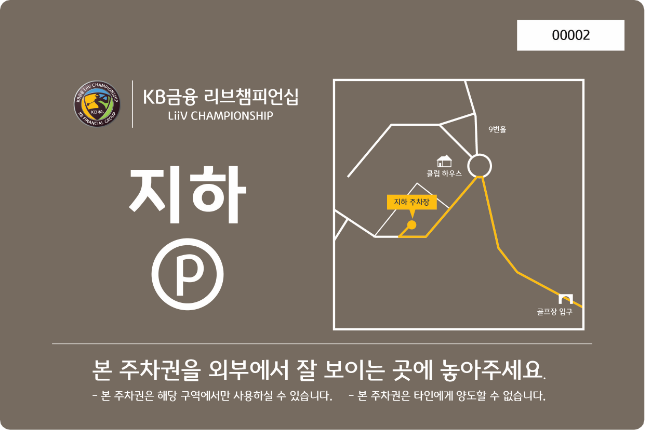 00002
KB금융 리브챔피언십
LiiV CHAMPIONSHIP
지하
P
9번홀
클럽 하우스
지하 주차장
골프장 입구
본 주차권을 외부에서 잘 보이는 곳에 놓아주세요.
- 본 주차권은 해당 구역에서만 사용하실 수 있습니다. - 본 주차권은 타인에게 양도할 수 없습니다.